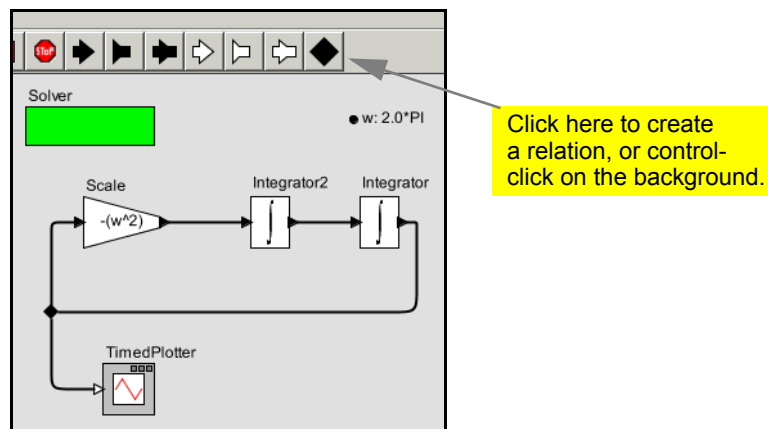 STOP
Solver
w: 2.0*PI
Click here to create
a relation, or control-
click on the background.
Scale
Integrator2
Integrator
-(w^2)
∫
∫
TimedPlotter